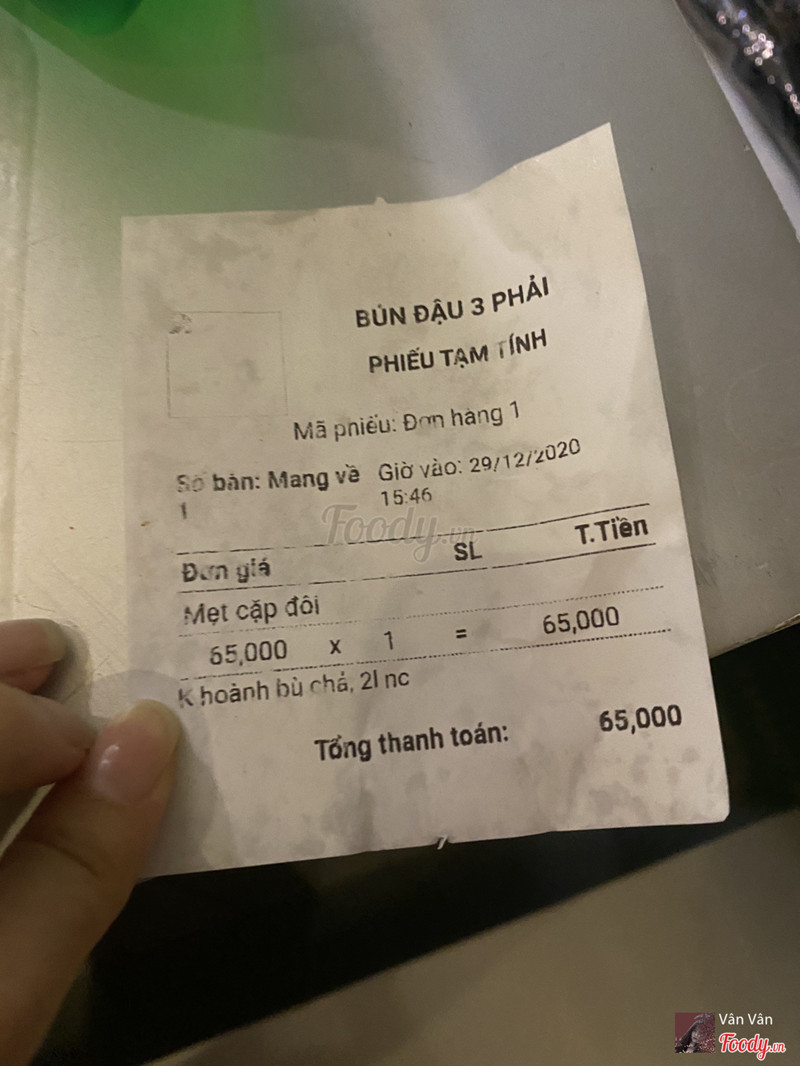 BÚN ĐẬU 3 PHẢI
PHIẾU TẠM TÍNH
Mã phiếu: Đơn hàng 1
Số bàn: Mang về 1
Giờ vào: 29/12/2020 15:46
Foody.vn
Đơn giá SL T.Tiền
Mẹt cặp đôi
65,000 x 1 = 65,000
K hoành bù chả, 2l nc
Tổng thanh toán: 65,000
Vân Vân
Foody.vn